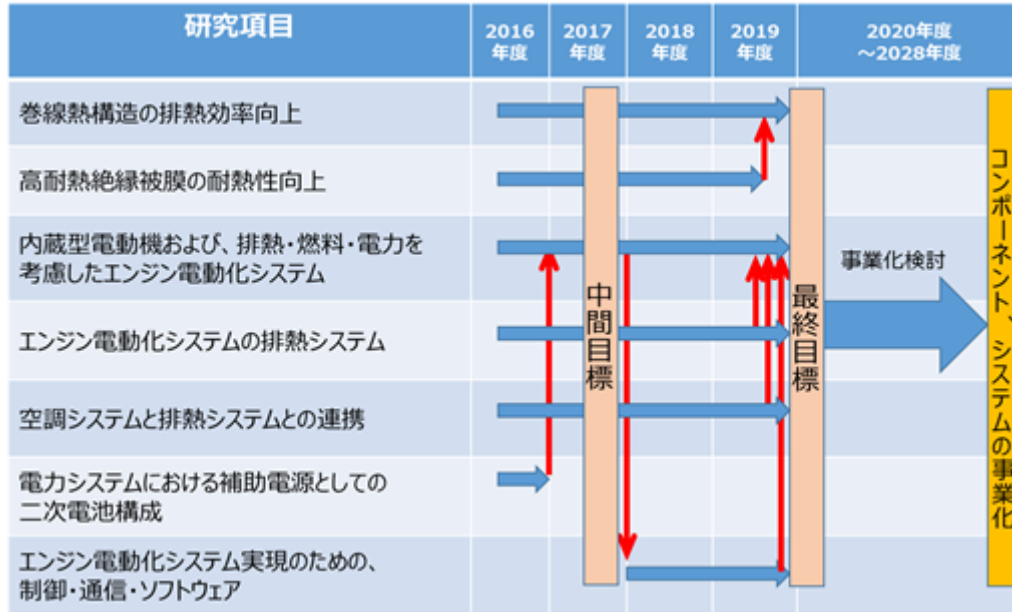 研究項目
2016
年度
2017
年度
2018
年度
2019
年度
2020年度
～2028年度
巻線熱構造の排熱効率向上
高耐熱絶縁被膜の耐熱性向上
内蔵型電動機および、排熱・燃料・電力を
考慮したエンジン電動化システム
エンジン電動化システムの排熱システム
空調システムと排熱システムとの連携
電力システムにおける補助電源としての
二次電池構成
エンジン電動化システム実現のための、
制御・通信・ソフトウェア
中間目標
最終目標
事業化検討
コンポーネント、システムの事業化